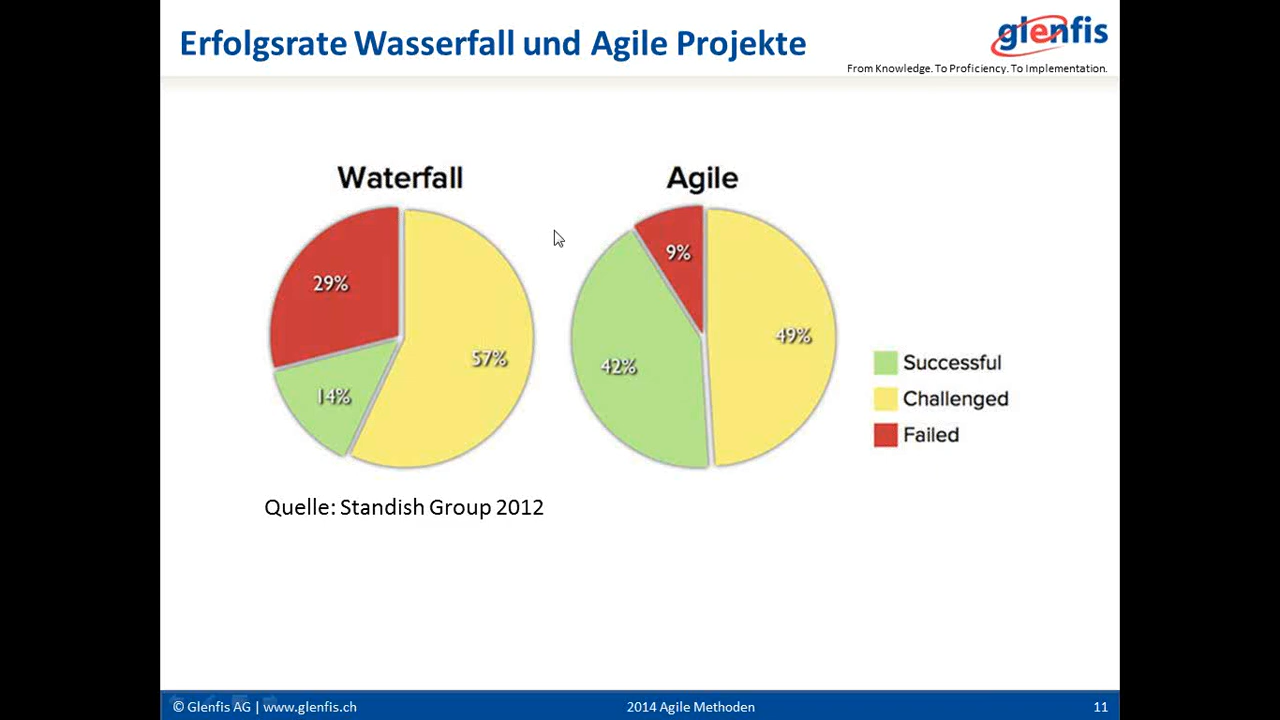 Erfolgsrate Wasserfall und Agile Projekte
glenfis
From Knowledge. To Proficiency. To Implementation.
Waterfall
Agile
29%
57%
14%
9%
49%
42%
Successful
Challenged
Failed
Quelle: Standish Group 2012
© Glenfis AG | www.glenfis.ch
2014 Agile Methoden
11